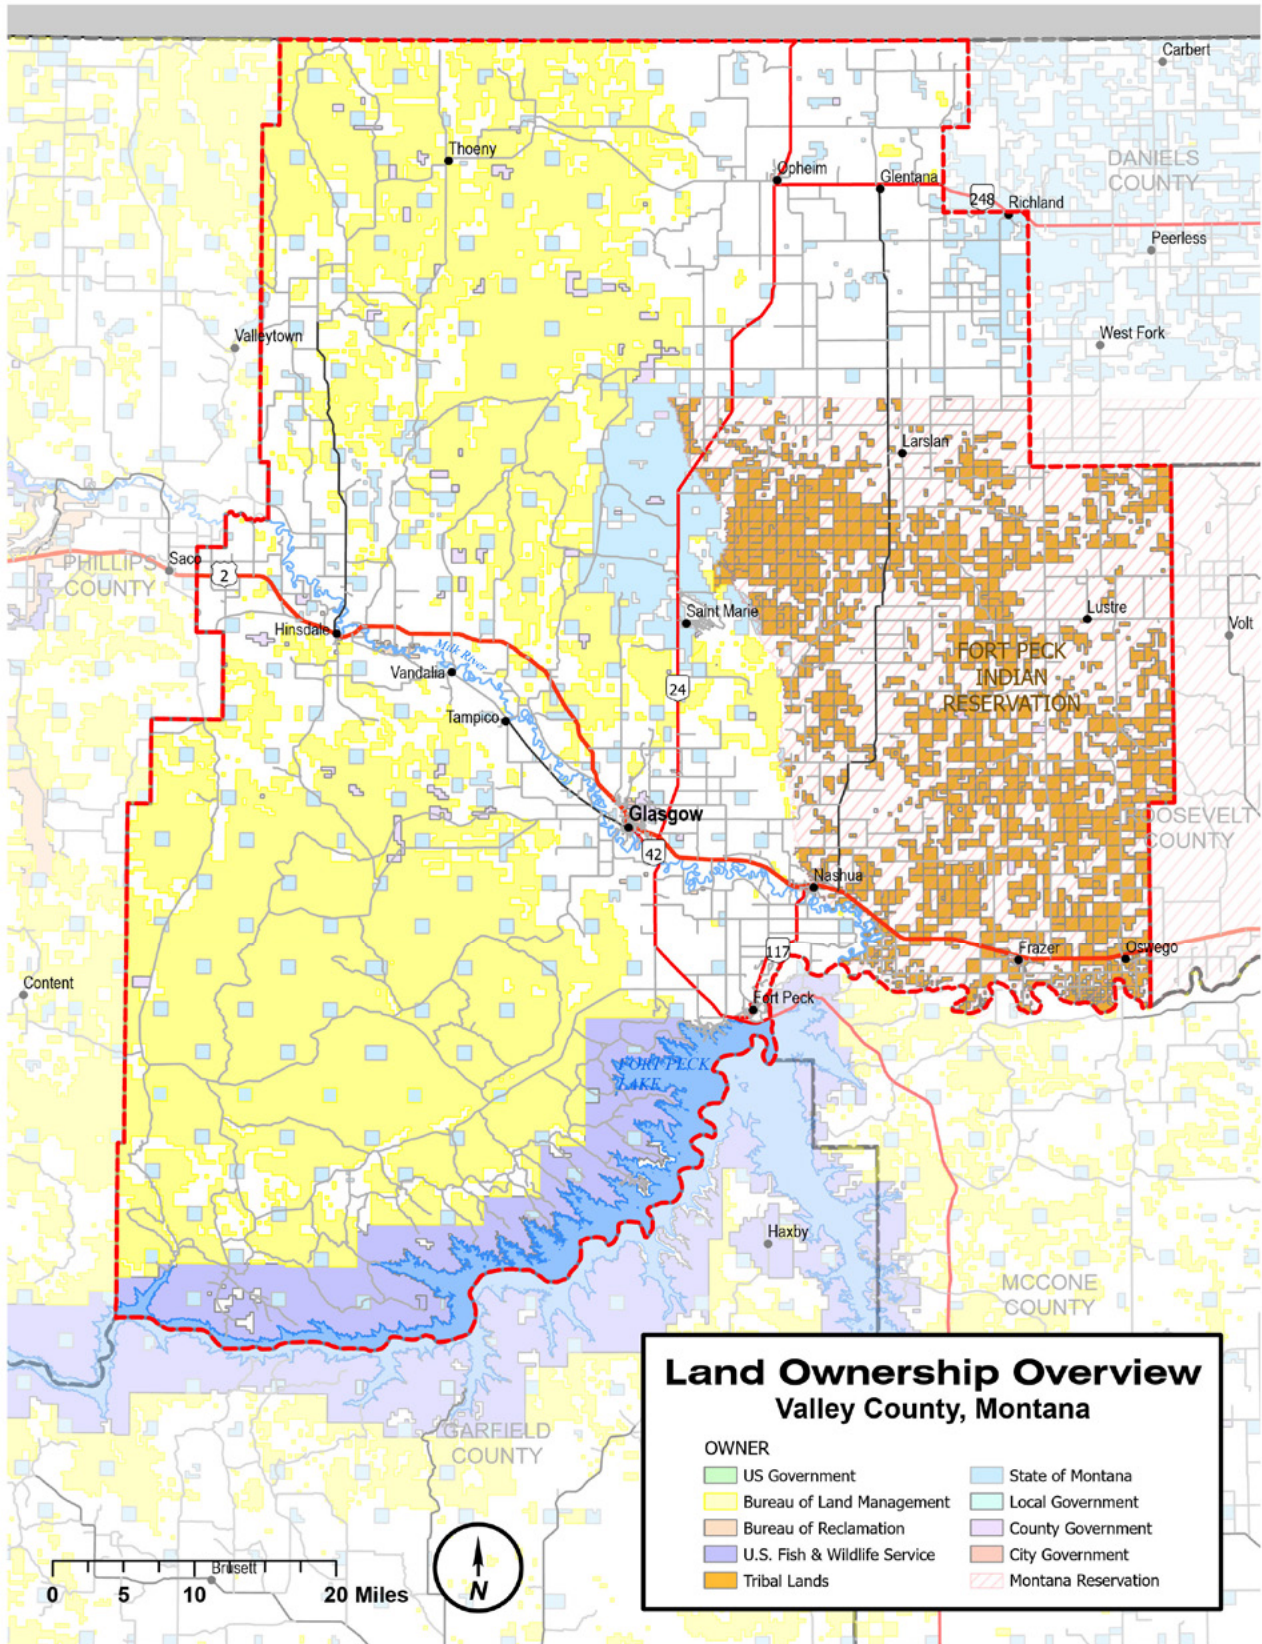 Carbert
Thoeny
DANIELS
COUNTY
Opheim
Glentana
248
Richland
Peerless
Valleytown
West Fork
Larslan
Saco
PHILLIPS
COUNTY
2
Hinsdale
Saint Marie
Lustre
Volt
Milk River
Vandalia
FORT PECK
INDIAN
RESERVATION
24
Tampico
Glasgow
42
ROOSEVELT
COUNTY
Nashua
117
Frazer
Oswego
Content
Fort Peck
FORT PECK
LAKE
Haxby
MCCONE
COUNTY
GARFIELD
COUNTY
Land Ownership Overview
Valley County, Montana
OWNER
US Government
Bureau of Land Management
Bureau of Reclamation
U.S. Fish & Wildlife Service
Tribal Lands
State of Montana
Local Government
County Government
City Government
Montana Reservation
Brusett
0 5 10 20 Miles
N